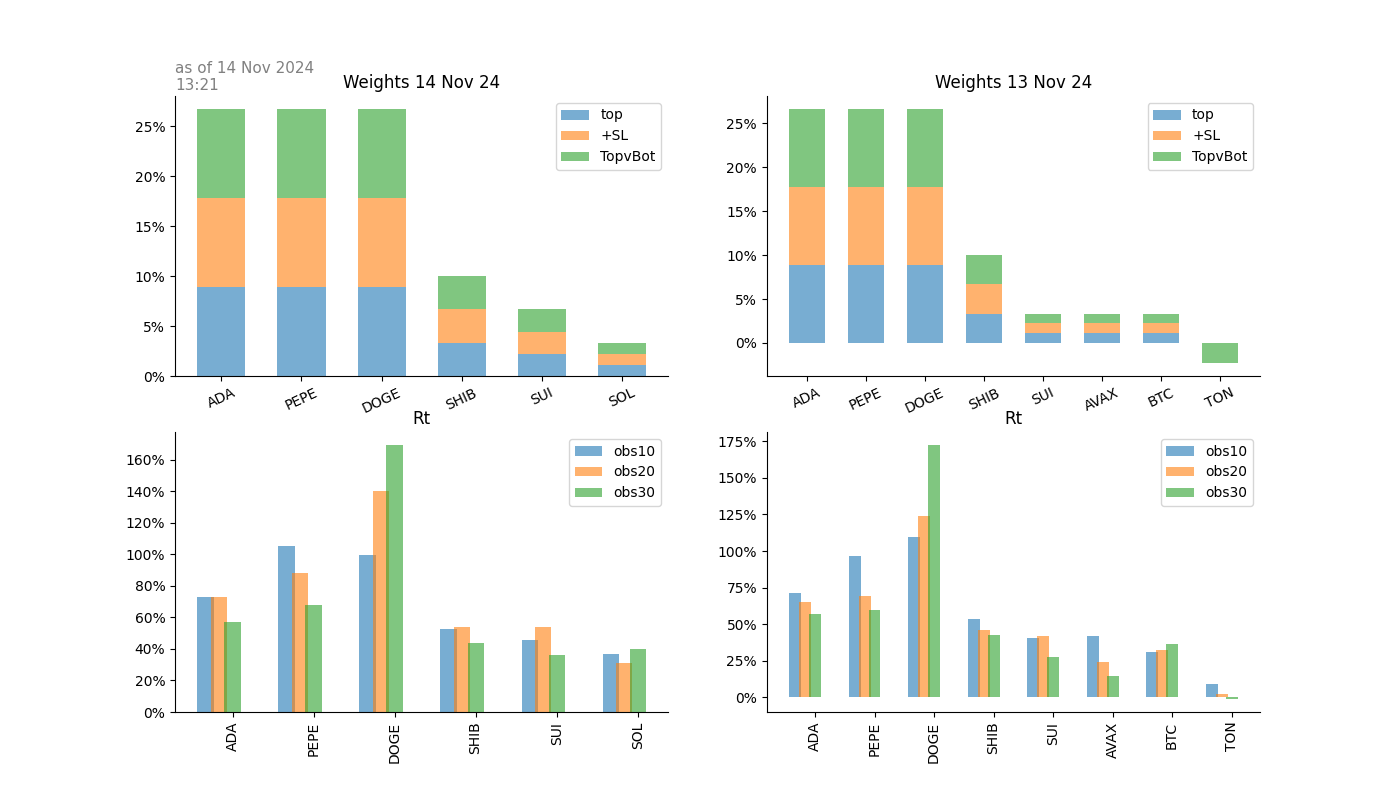 as of 14 Nov 2024
13:21
Weights 14 Nov 24
25%
20%
15%
10%
5%
0%
top
+SL
TopvBot
ADA
PEPE
DOGE
SHIB
SUI
SOL
Weights 13 Nov 24
25%
20%
15%
10%
5%
0%
top
+SL
TopvBot
ADA
PEPE
DOGE
SHIB
SUI
AVAX
BTC
TON
Rt
160%
140%
120%
100%
80%
60%
40%
20%
0%
obs10
obs20
obs30
ADA
PEPE
DOGE
SHIB
SUI
SOL
Rt
175%
150%
125%
100%
75%
50%
25%
0%
obs10
obs20
obs30
ADA
PEPE
DOGE
SHIB
SUI
AVAX
BTC
TON